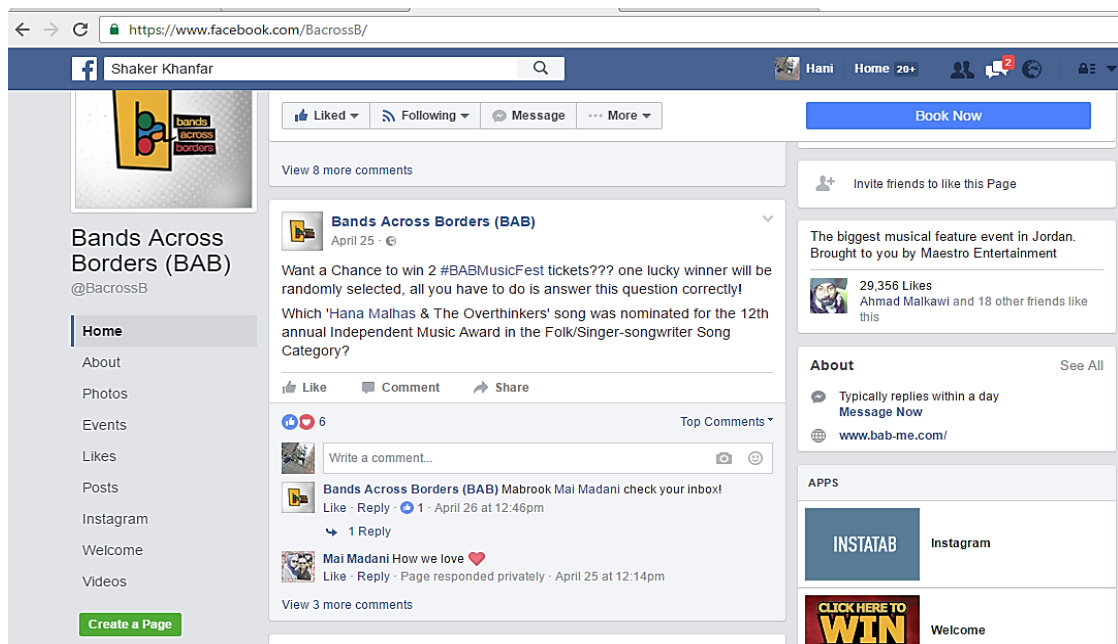 https://www.facebook.com/BacrossB/
Shaker Khanfar
Hani
Home 20+
2
bands
across
borders
Liked
Following
Message
··· More
Book Now
View 8 more comments
Invite friends to like this Page
Bands Across
Borders (BAB)
@BacrossB
Home
About
Photos
Events
Likes
Posts
Instagram
Welcome
Videos
Create a Page
Bands Across Borders (BAB)
April 25 ·
Want a Chance to win 2 #BABMusicFest tickets??? one lucky winner will be
randomly selected, all you have to do is answer this question correctly!
Which 'Hana Malhas & The Overthinkers' song was nominated for the 12th
annual Independent Music Award in the Folk/Singer-songwriter Song
Category?
Like Comment Share
6
Top Comments
Write a comment...
Bands Across Borders (BAB) Mabrook Mai Madani check your inbox!
Like · Reply · 1 · April 26 at 12:46pm
1 Reply
Mai Madani How we love ❤
Like · Reply · Page responded privately · April 25 at 12:14pm
View 3 more comments
The biggest musical feature event in Jordan.
Brought to you by Maestro Entertainment
29,356 Likes
Ahmad Malkawi and 18 other friends like
this
About
See All
Typically replies within a day
Message Now
www.bab-me.com/
APPS
INSTATAB
Instagram
CLICK HERE TO
WIN
Welcome